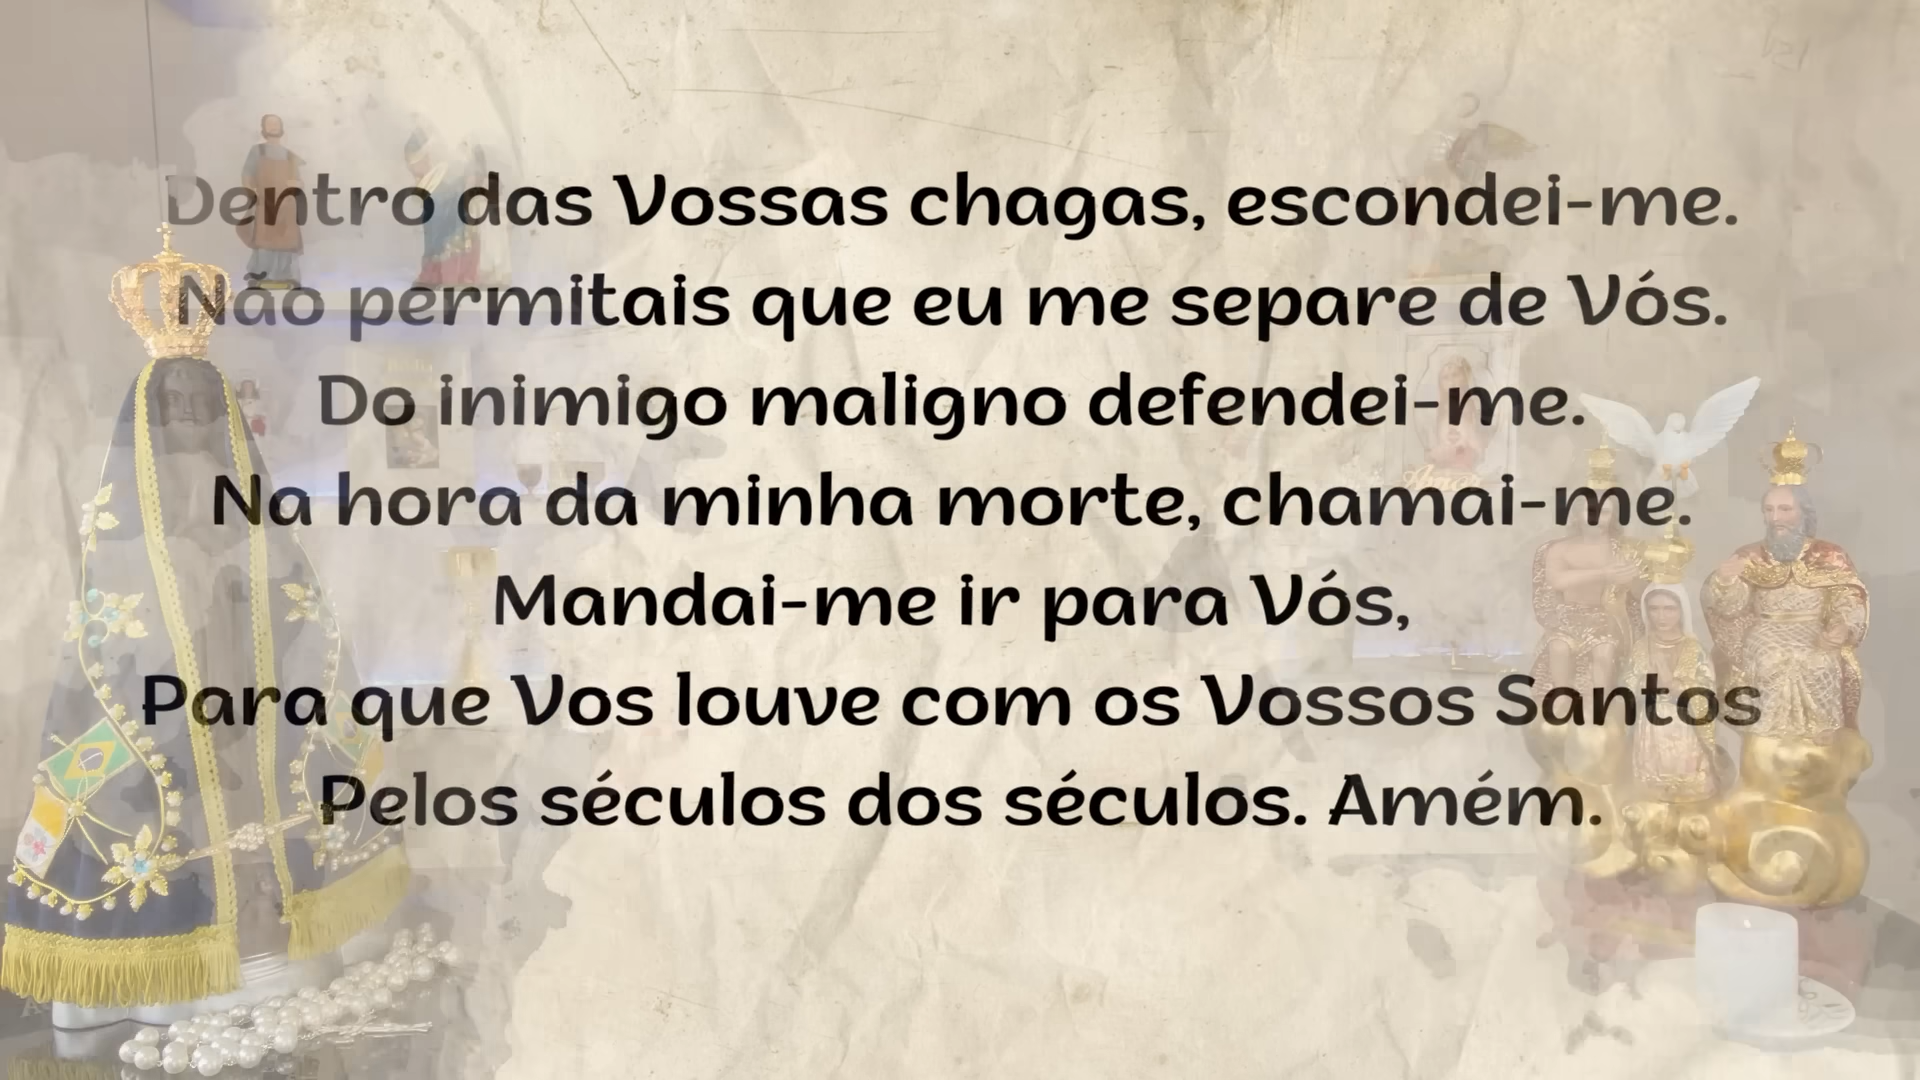 Dentro das Vossas chagas, escondei-me.
Não permitais que eu me separe de Vós.
Do inimigo maligno defendei-me.
Na hora da minha morte, chamai-me.
Mandai-me ir para Vós,
Para que Vos louve com os Vossos Santos
Pelos séculos dos séculos. Amém.